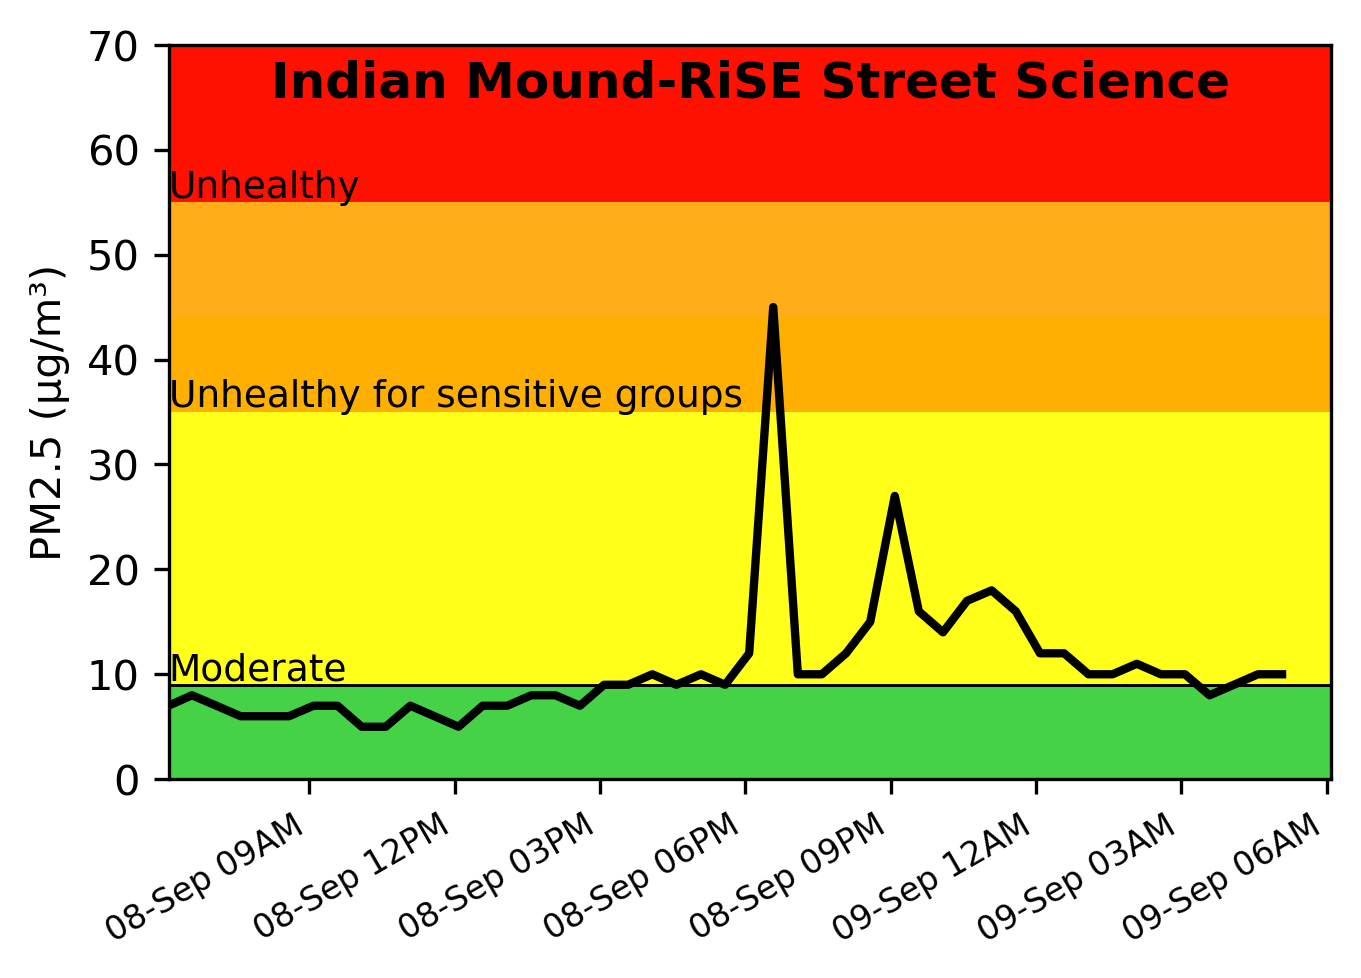 Indian Mound-RiSE Street Science
70
60
50
40
30
20
10
0
PM2.5 (µg/m³)
Unhealthy
Unhealthy for sensitive groups
Moderate
08-Sep 09AM
08-Sep 12PM
08-Sep 03PM
08-Sep 06PM
08-Sep 09PM
09-Sep 12AM
09-Sep 03AM
09-Sep 06AM